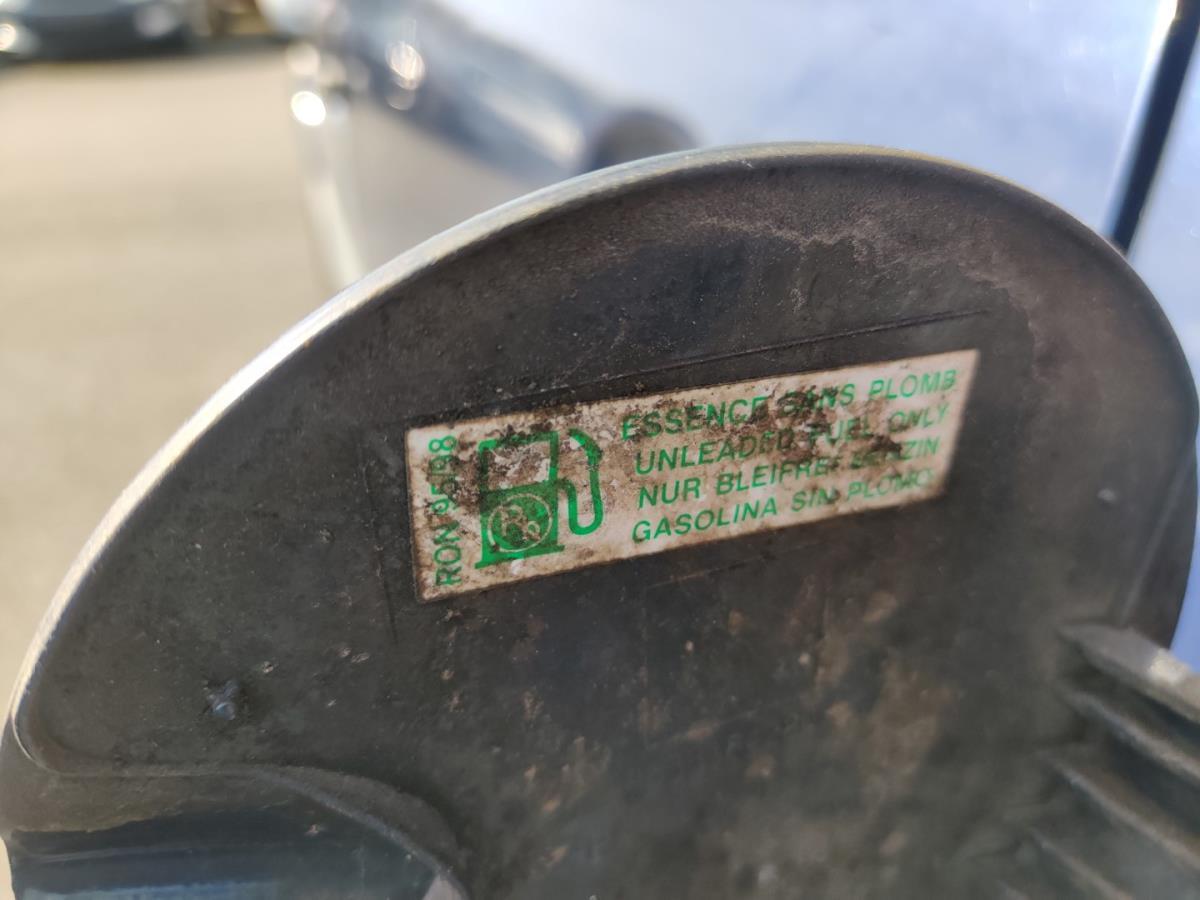 RON 95/98
ESSENCE SANS PLOMB
UNLEADED FUEL ONLY
NUR BLEIFREI BENZIN
GASOLINA SIN PLOMO